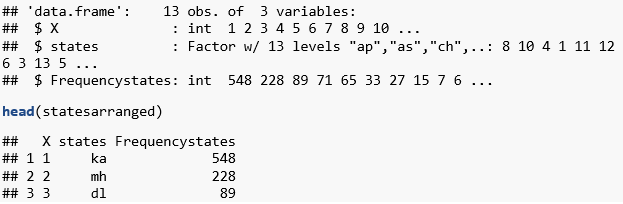 ## 'data.frame':    13 obs. of  3 variables:
##  $ X              : int  1 2 3 4 5 6 7 8 9 10 ...
##  $ states         : Factor w/ 13 levels "ap","as","ch",..: 8 10 4 1 11 12
6 3 13 5 ...
##  $ Frequencystates: int  548 228 89 71 65 33 27 15 7 6 ...
head(statesarranged)
##   X states Frequencystates
## 1 1     ka             548
## 2 2     mh             228
## 3 3     dl              89